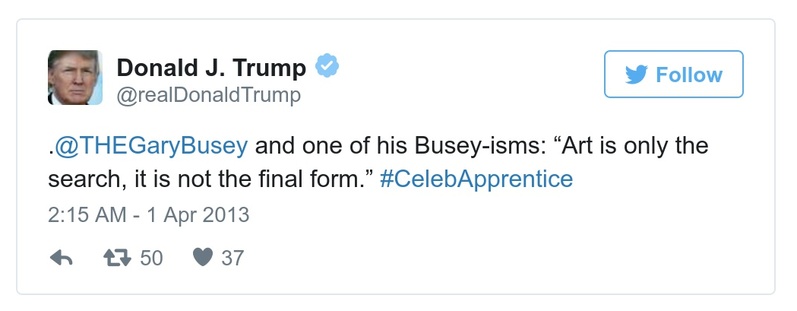 Donald J. Trump
@realDonaldTrump
Follow
.@THEGaryBusey and one of his Busey-isms: “Art is only the
search, it is not the final form.” #CelebApprentice
2:15 AM - 1 Apr 2013
50 37